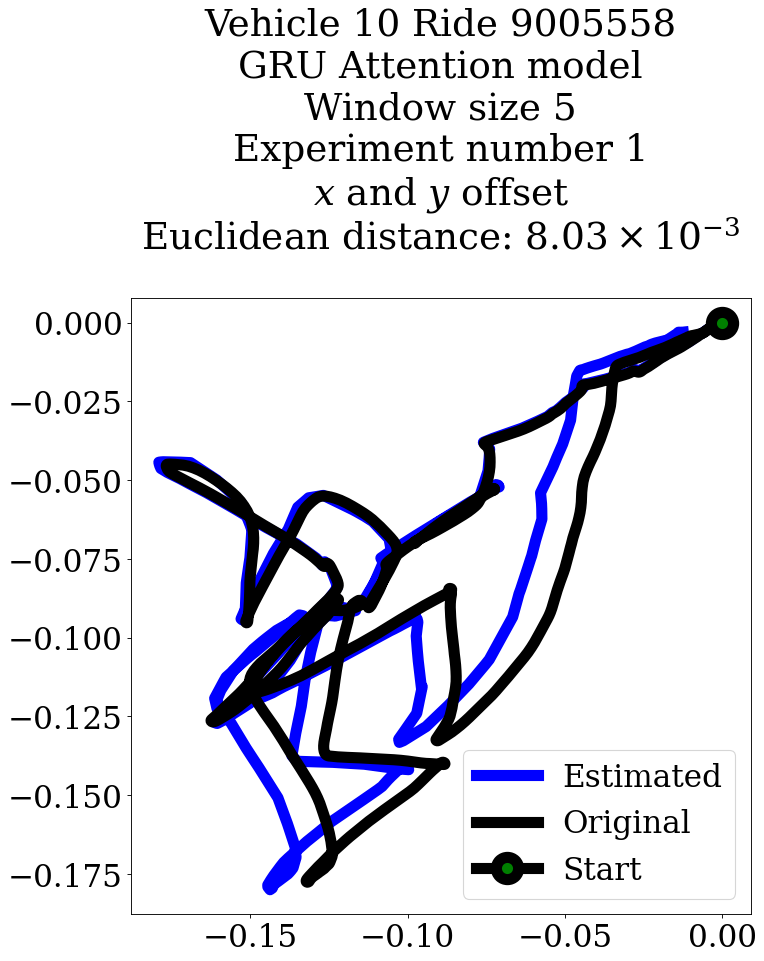 Vehicle 10 Ride 9005558
GRU Attention model
Window size 5
Experiment number 1
x and y offset
Euclidean distance: 8.03 × 10⁻³
0.000
−0.025
−0.050
−0.075
−0.100
−0.125
−0.150
−0.175
Estimated
Original
Start
−0.15
−0.10
−0.05
0.00